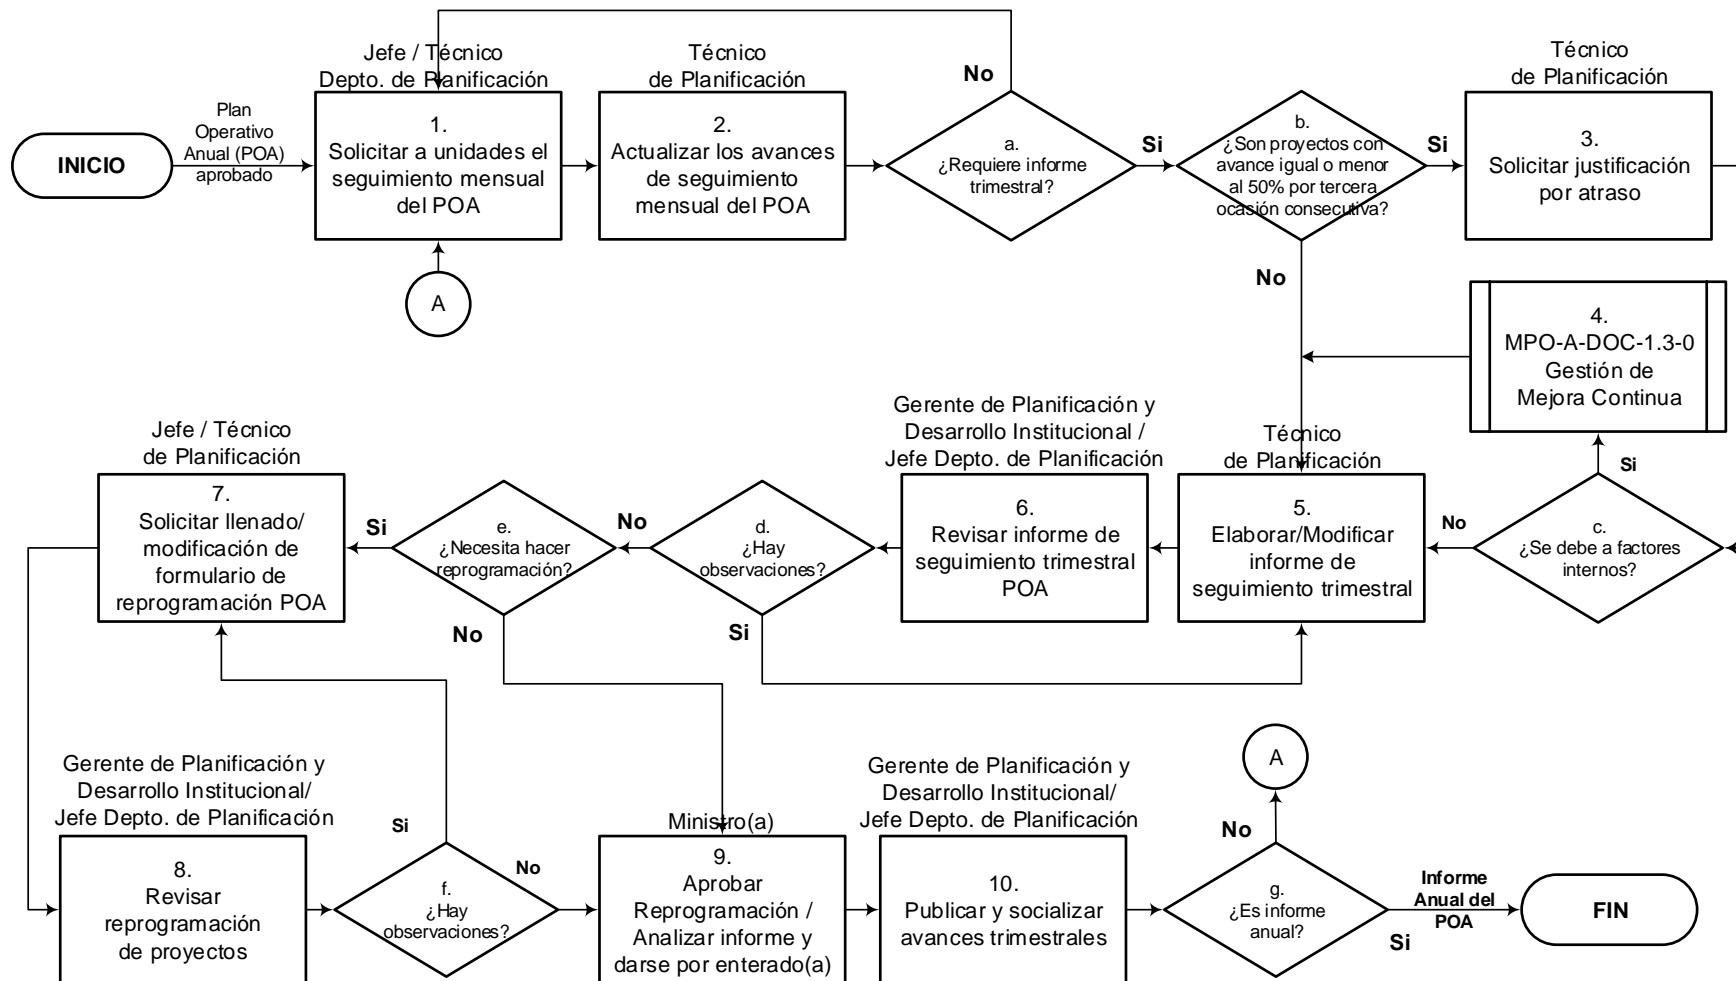 Jefe / Técnico
Depto. de Planificación
Técnico
de Planificación
Técnico
de Planificación
INICIO
Plan
Operativo
Anual (POA)
aprobado
1.
Solicitar a unidades el
seguimiento mensual
del POA
2.
Actualizar los avances
de seguimiento
mensual del POA
No
a.
¿Requiere informe
trimestral?
Si
b.
¿Son proyectos con
avance igual o menor
al 50% por tercera
ocasión consecutiva?
Si
3.
Solicitar justificación
por atraso
No
A
4.
MPO-A-DOC-1.3-0
Gestión de
Mejora Continua
Si
c.
¿Se debe a factores
internos?
No
Técnico
de Planificación
5.
Elaborar/Modificar
informe de
seguimiento trimestral
Gerente de Planificación y
Desarrollo Institucional /
Jefe Depto. de Planificación
6.
Revisar informe de
seguimiento trimestral
POA
d.
¿Hay
observaciones?
No
Si
e.
¿Necesita hacer
reprogramación?
Si
No
Jefe / Técnico
de Planificación
7.
Solicitar llenado/
modificación de
formulario de
reprogramación POA
Gerente de Planificación y
Desarrollo Institucional/
Jefe Depto. de Planificación
8.
Revisar
reprogramación
de proyectos
Si
f.
¿Hay
observaciones?
No
Ministro(a)
9.
Aprobar
Reprogramación /
Analizar informe y
darse por enterado(a)
Gerente de Planificación y
Desarrollo Institucional/
Jefe Depto. de Planificación
10.
Publicar y socializar
avances trimestrales
A
No
g.
¿Es informe
anual?
Si
Informe
Anual del
POA
FIN